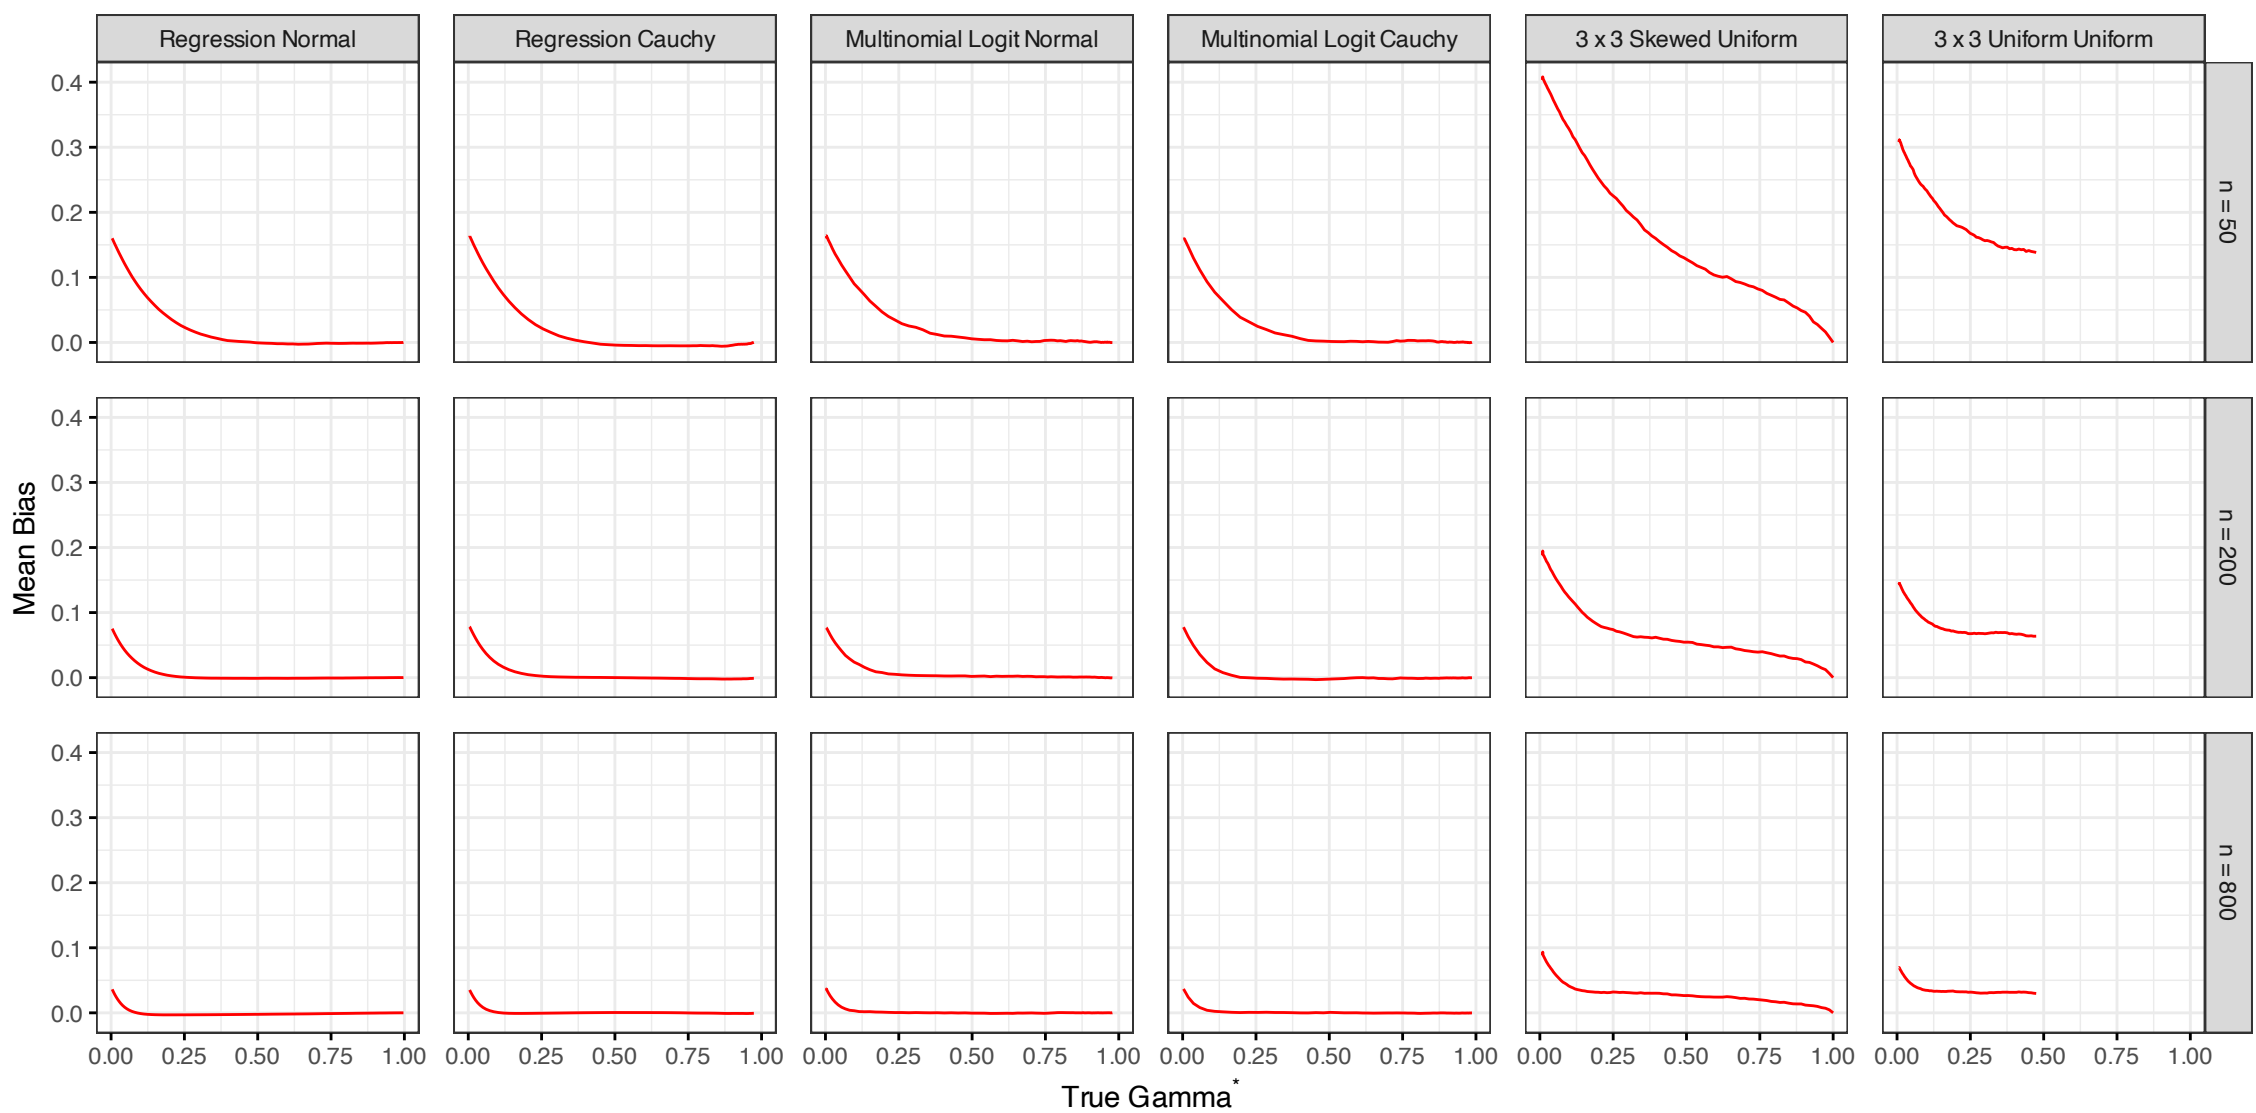 Regression Normal
Regression Cauchy
Multinomial Logit Normal
Multinomial Logit Cauchy
3 x 3 Skewed Uniform
3 x 3 Uniform Uniform
0.4
0.3
0.2
0.1
0.0
n = 50
0.4
0.3
0.2
0.1
0.0
n = 200
0.4
0.3
0.2
0.1
0.0
n = 800
Mean Bias
0.00 0.25 0.50 0.75 1.00
0.00 0.25 0.50 0.75 1.00
0.00 0.25 0.50 0.75 1.00
0.00 0.25 0.50 0.75 1.00
0.00 0.25 0.50 0.75 1.00
0.00 0.25 0.50 0.75 1.00
True Gamma*